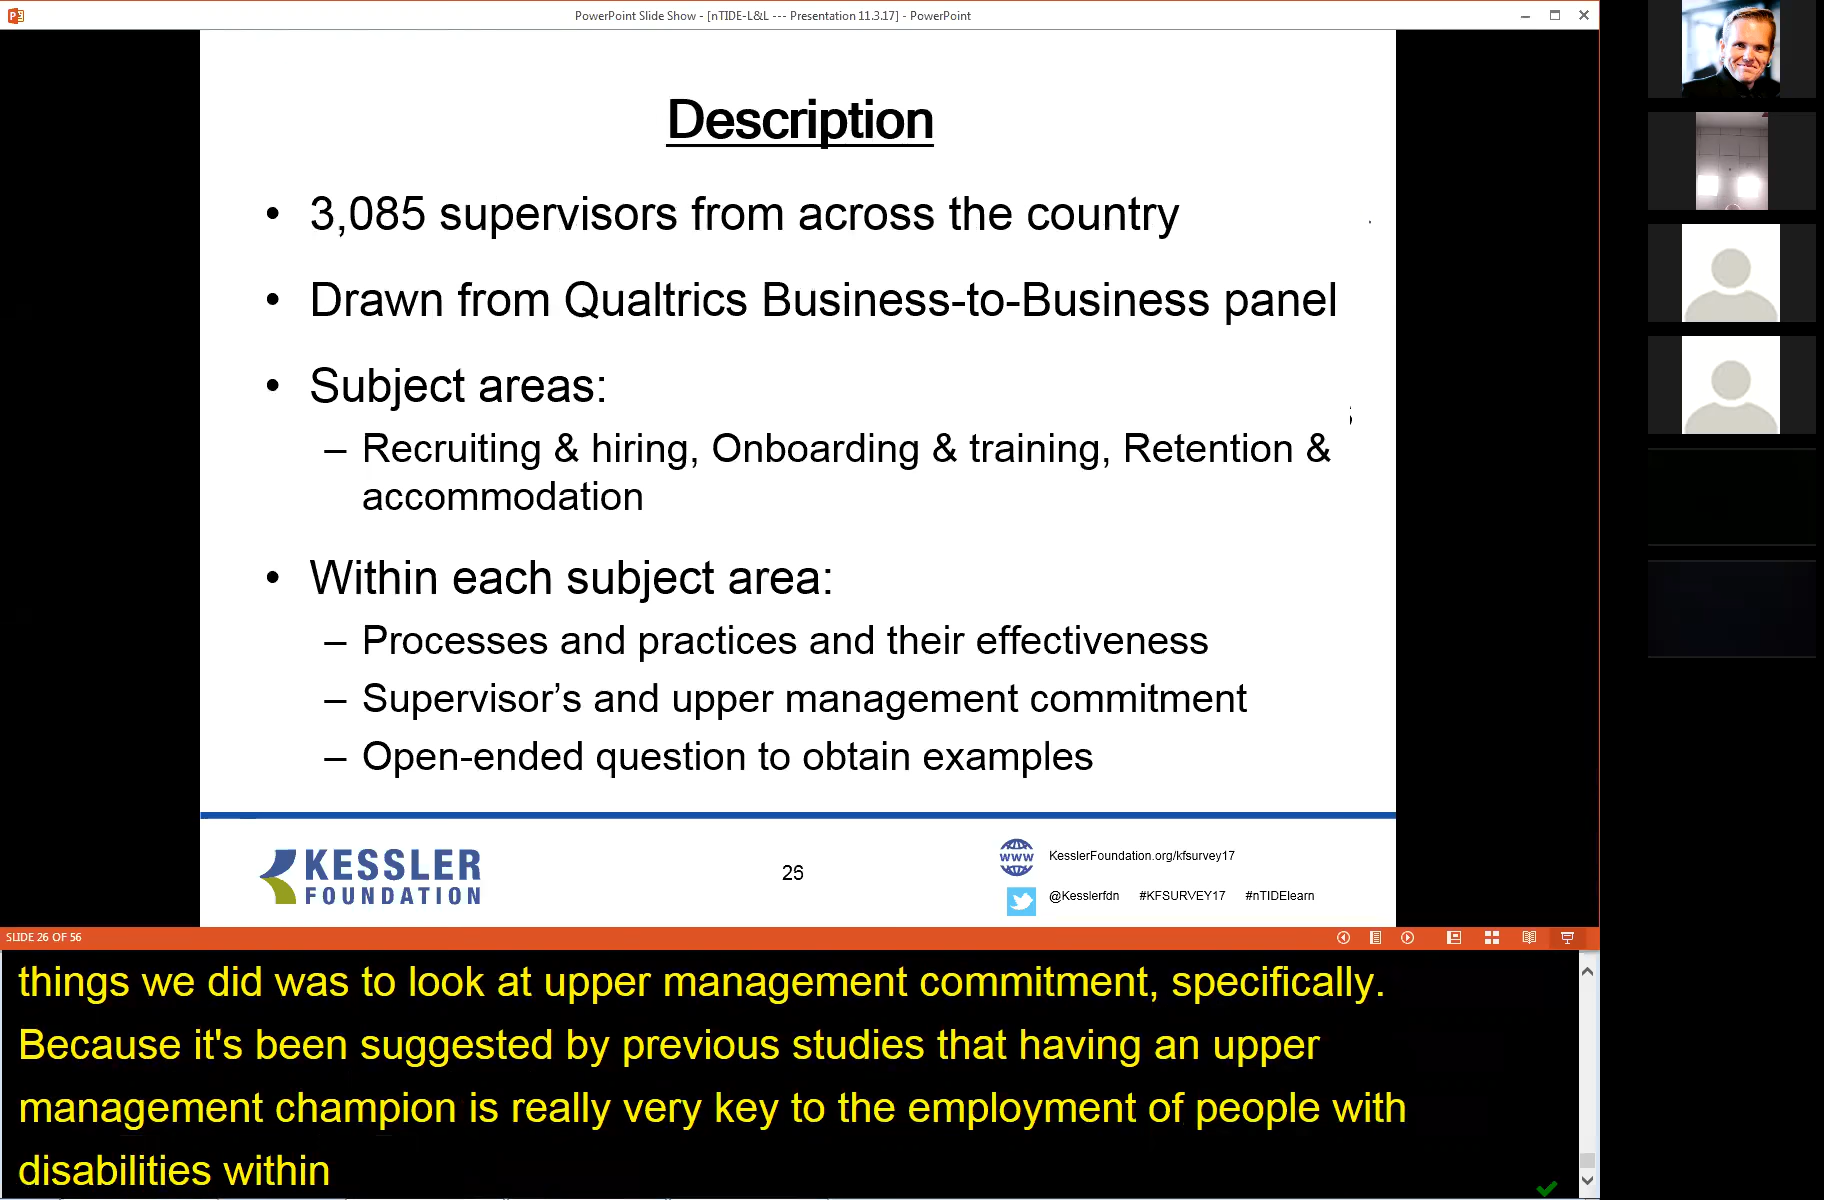 PowerPoint Slide Show - [nTIDE-L&L --- Presentation 11.3.17] - PowerPoint
Description
• 3,085 supervisors from across the country
• Drawn from Qualtrics Business-to-Business panel
• Subject areas:
– Recruiting & hiring, Onboarding & training, Retention &
accommodation
• Within each subject area:
– Processes and practices and their effectiveness
– Supervisor’s and upper management commitment
– Open-ended question to obtain examples
KESSLER
FOUNDATION
26
www
KesslerFoundation.org/kfsurvey17
@Kesslerfdn #KFSURVEY17 #nTIDElearn
SLIDE 26 OF 56
things we did was to look at upper management commitment, specifically.
Because it's been suggested by previous studies that having an upper
management champion is really very key to the employment of people with
disabilities within